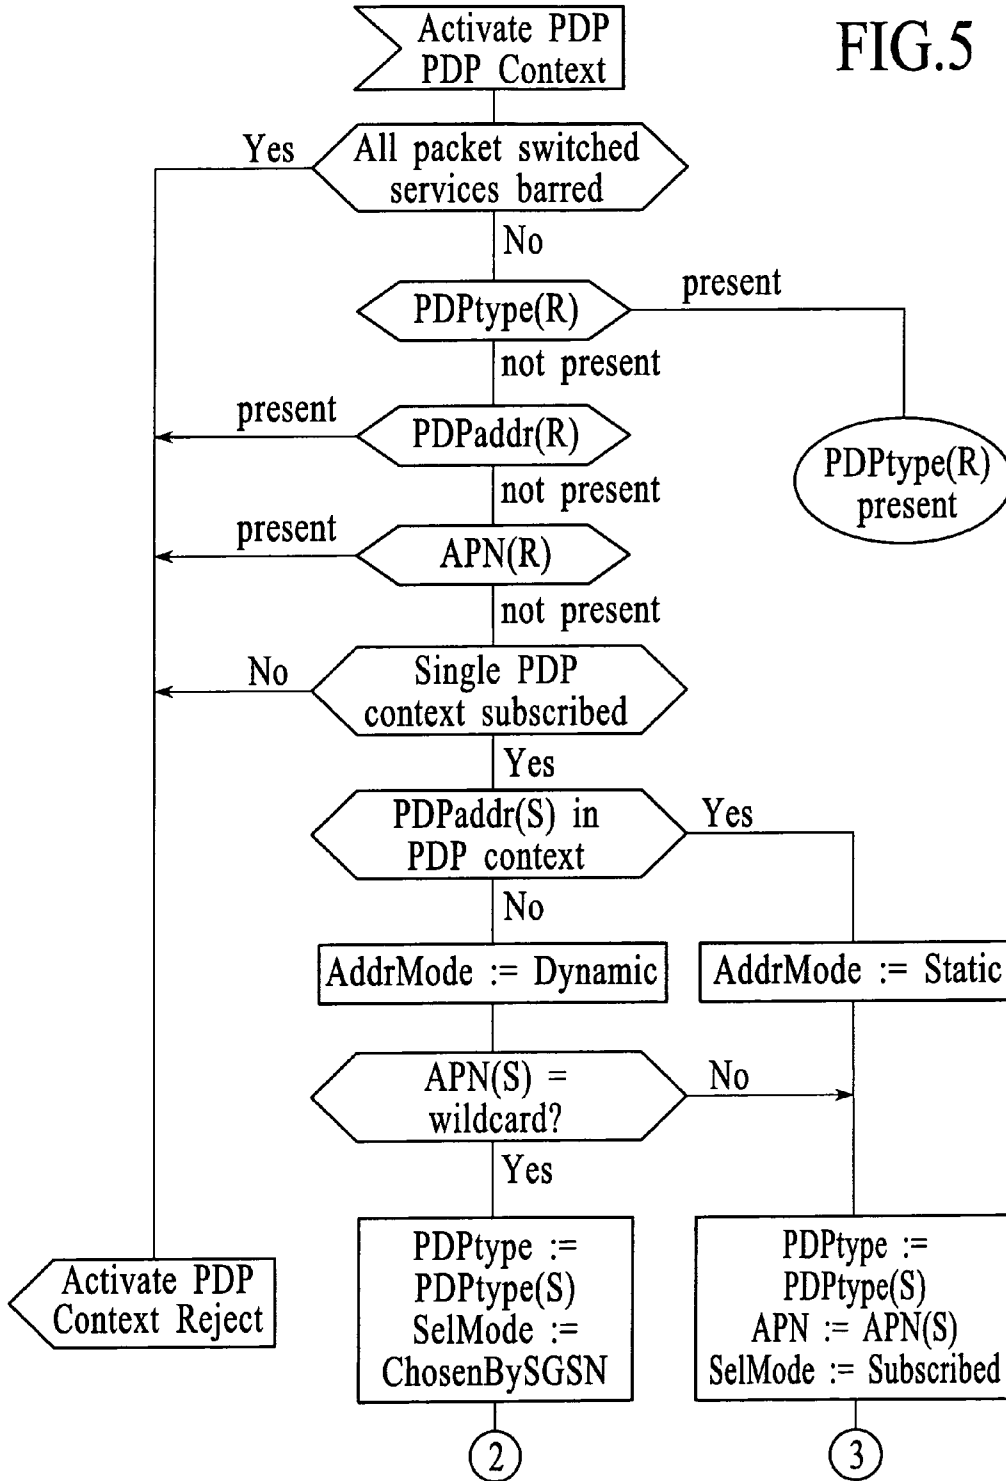 FIG.5
Activate PDP
PDP Context
Yes
All packet switched
services barred
No
PDPtype(R)
present
not present
present
PDPaddr(R)
PDPtype(R)
present
not present
present
APN(R)
not present
No
Single PDP
context subscribed
Yes
PDPaddr(S) in
PDP context
Yes
No
AddrMode := Dynamic
AddrMode := Static
APN(S) =
wildcard?
No
Yes
PDPtype :=
PDPtype(S)
SelMode :=
ChosenBySGSN
PDPtype :=
PDPtype(S)
APN := APN(S)
SelMode := Subscribed
Activate PDP
Context Reject
2
3